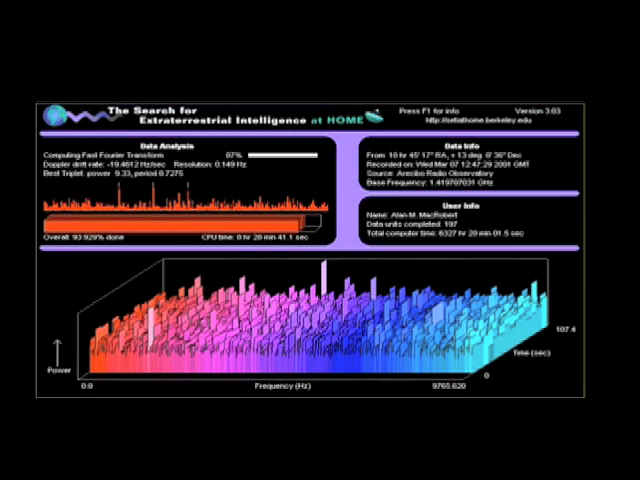 The Search for
Extraterrestrial Intelligence at HOME
Press F1 for info
Version 3.03
http://setiathome.berkeley.edu
Data Analysis
Computing Fast Fourier Transform
87%
Doppler drift rate: -19.4612 Hz/sec Resolution: 0.149 Hz
Best Triplet: power 9.33, period 8.7275
Overall: 93.929% done
CPU time: 8 hr 20 min 41.1 sec
Data Info
From: 18 hr 45' 17" RA, + 13 deg 8' 36" Dec
Recorded on: Wed Mar 07 12:47:29 2001 GMT
Source: Arecibo Radio Observatory
Base Frequency: 1.419787031 GHz
User Info
Name: Alan M. MacRobert
Data units completed: 197
Total computer time: 6327 hr 20 min 01.5 sec
107.4
Time (sec)
Power
0
0.0
Frequency (Hz)
9765.620